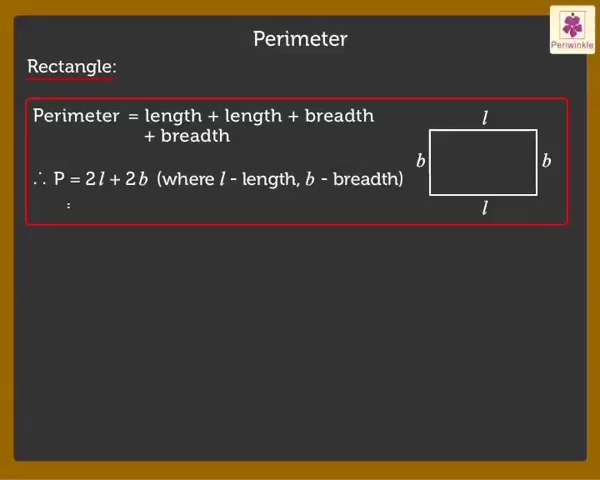 Perimeter
Periwinkle
Rectangle:
Perimeter = length + length + breadth
+ breadth
∴ P = 2l + 2b (where l - length, b - breadth)
=
l
b
b
l